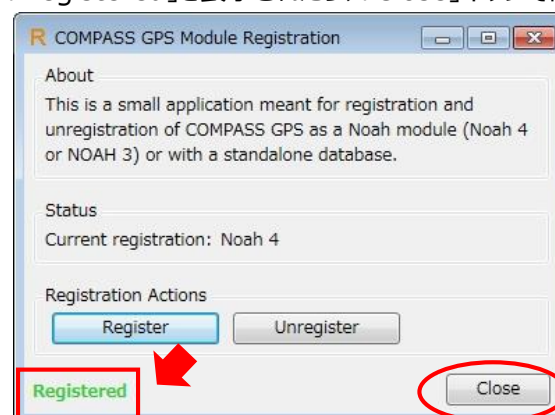 Registered
COMPASS GPS Module Registration
About
This is a small application meant for registration and
unregistration of COMPASS GPS as a Noah module (Noah 4
or NOAH 3) or with a standalone database.
Status
Current registration: Noah 4
Registration Actions
Register Unregister
Registered Close